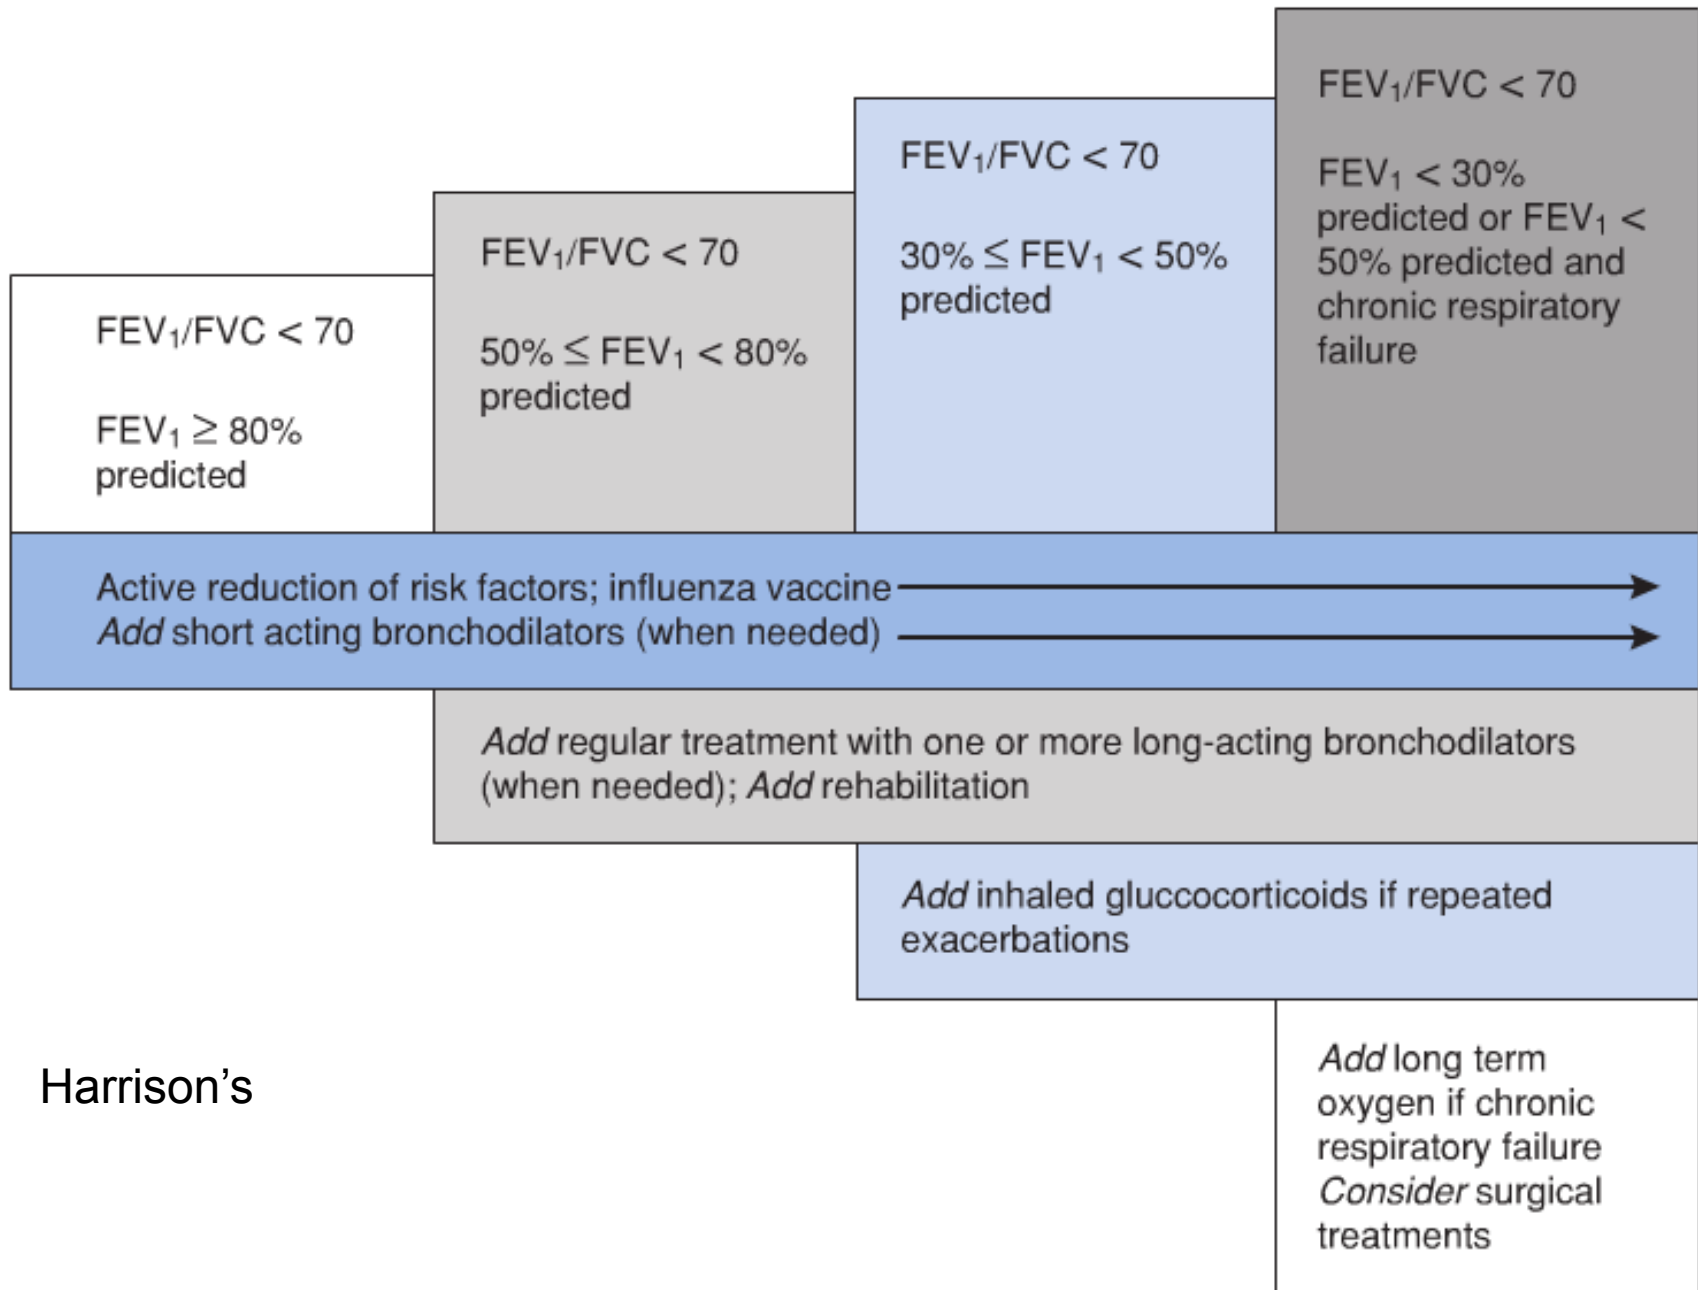 FEV₁/FVC < 70
FEV₁ ≥ 80%
predicted
FEV₁/FVC < 70
50% ≤ FEV₁ < 80%
predicted
FEV₁/FVC < 70
30% ≤ FEV₁ < 50%
predicted
FEV₁/FVC < 70
FEV₁ < 30%
predicted or FEV₁ <
50% predicted and
chronic respiratory
failure
Active reduction of risk factors; influenza vaccine
Add short acting bronchodilators (when needed)
Add regular treatment with one or more long-acting bronchodilators
(when needed); Add rehabilitation
Add inhaled gluccocorticoids if repeated
exacerbations
Add long term
oxygen if chronic
respiratory failure
Consider surgical
treatments
Harrison’s